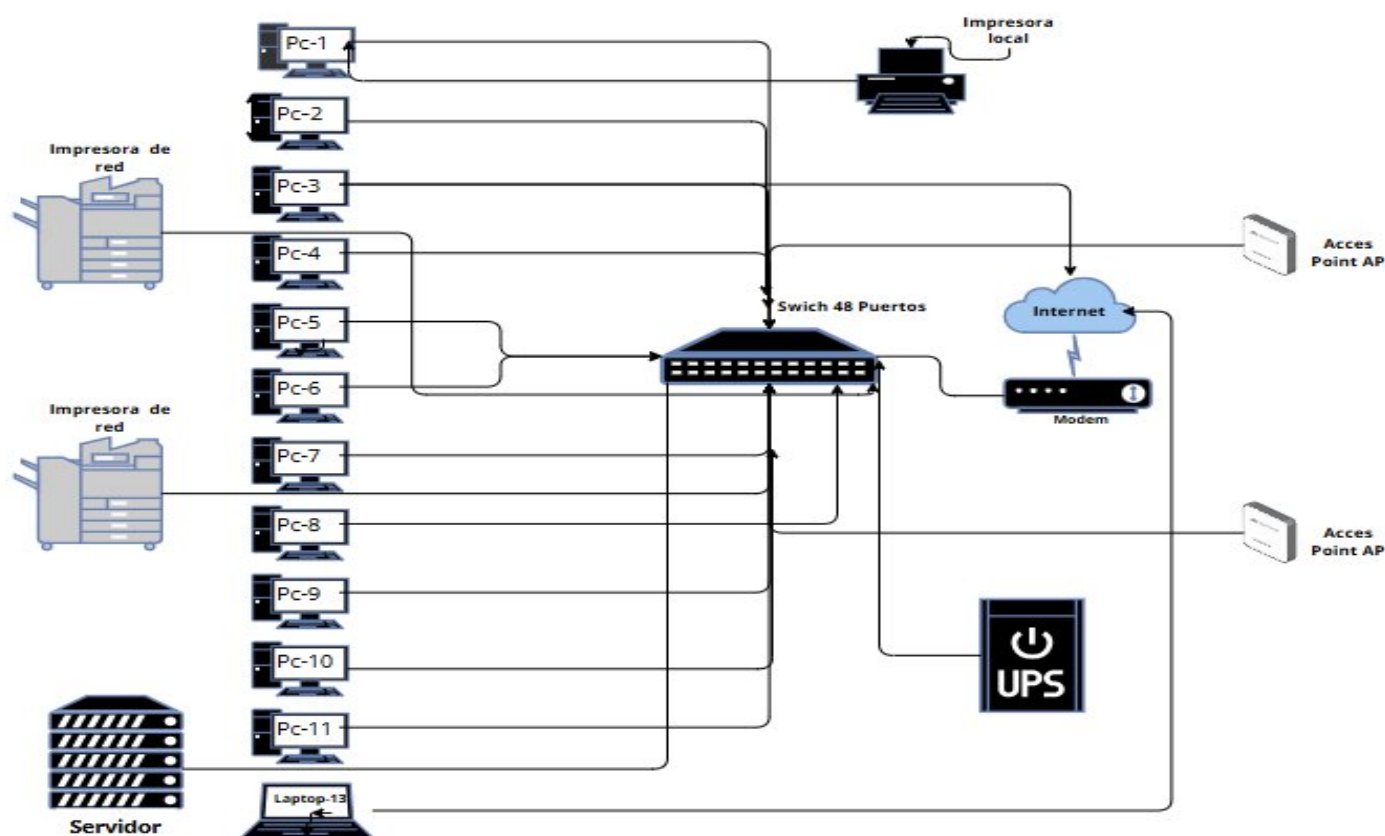 Impresora
local
Pc-1
Pc-2
Impresora de
red
Pc-3
Pc-4
Acces
Point AP
Pc-5
Swich 48 Puertos
Internet
Pc-6
Modem
Impresora de
red
Pc-7
Pc-8
Acces
Point AP
Pc-9
Pc-10
UPS
Pc-11
Laptop-13
Servidor